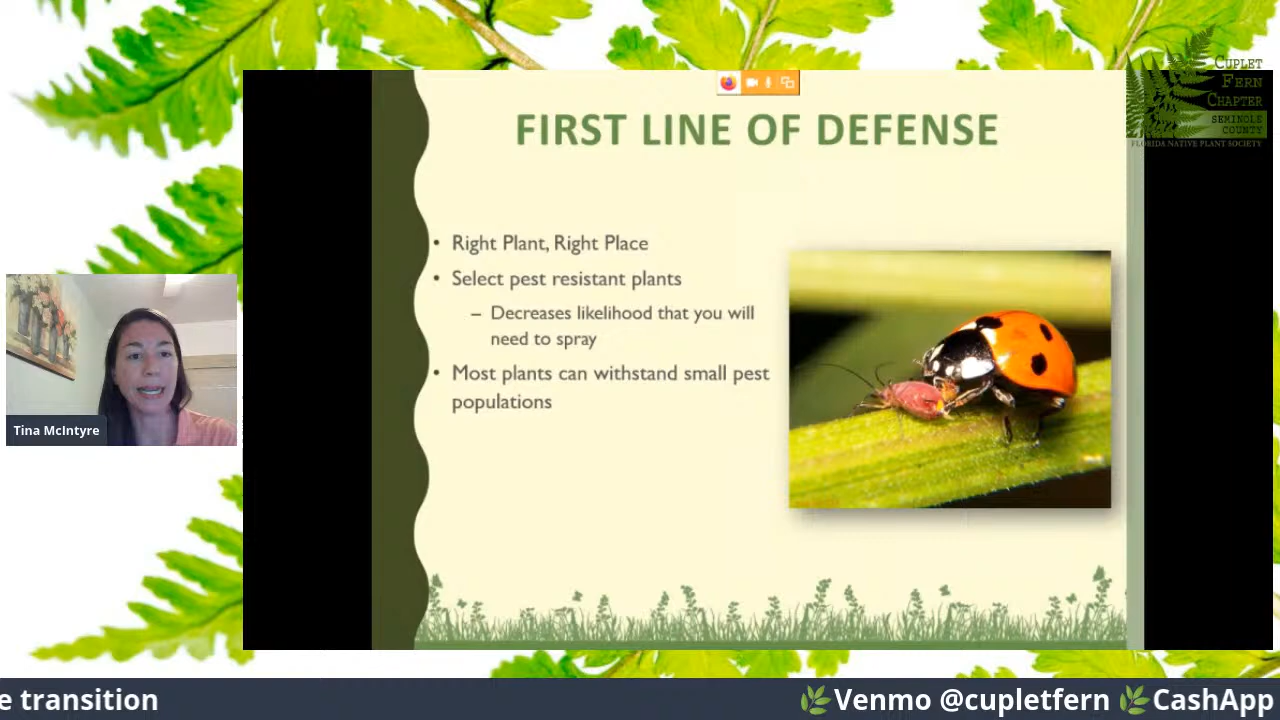 CUPLET
FERN
CHAPTER
SEMINOLE
COUNTY
FLORIDA NATIVE PLANT SOCIETY
FIRST LINE OF DEFENSE
• Right Plant, Right Place
• Select pest resistant plants
– Decreases likelihood that you will
need to spray
• Most plants can withstand small pest
populations
Tina McIntyre
e transition
Venmo @cupletfern CashApp